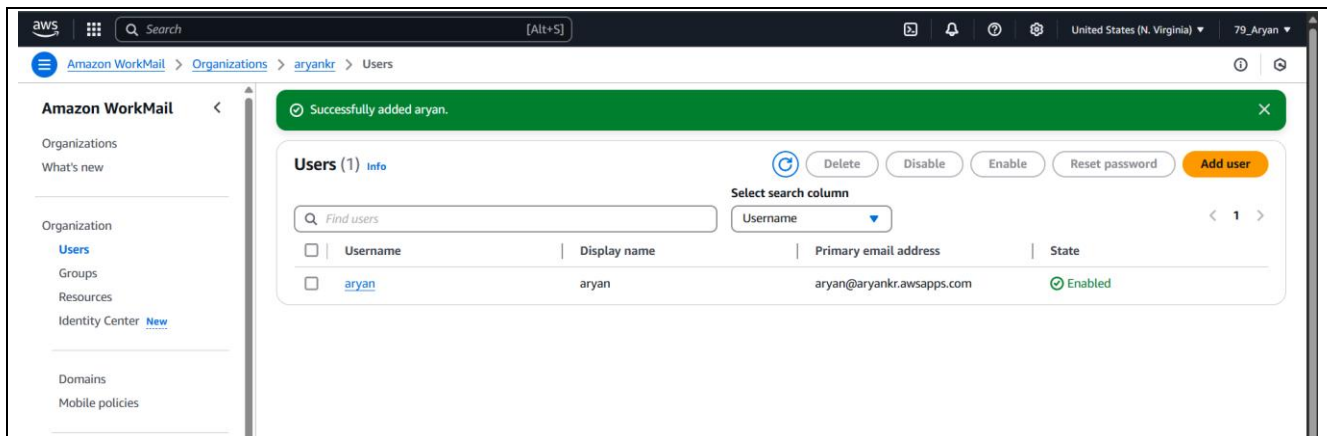 aws Search [Alt+S] United States (N. Virginia) 79_Aryan
Amazon WorkMail > Organizations > aryankr > Users
Amazon WorkMail
Organizations
What's new
Organization
Users
Groups
Resources
Identity Center New
Domains
Mobile policies
Successfully added aryan.
Users (1) Info Delete Disable Enable Reset password Add user
Select search column
Find users Username 1
Username Display name Primary email address State
aryan aryan aryan@aryankr.awsapps.com Enabled